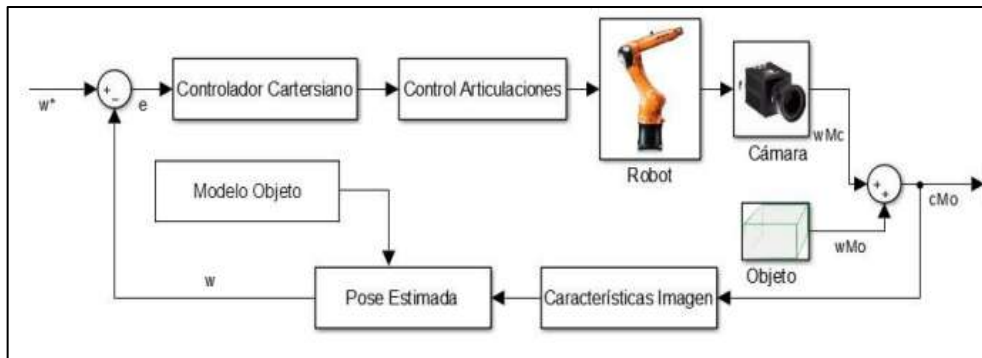 w*
+
−
e
Controlador Cartersiano
Control Articulaciones
Robot
Cámara
wMc
+
+
cMo
Modelo Objeto
Objeto
wMo
w
Pose Estimada
Características Imagen